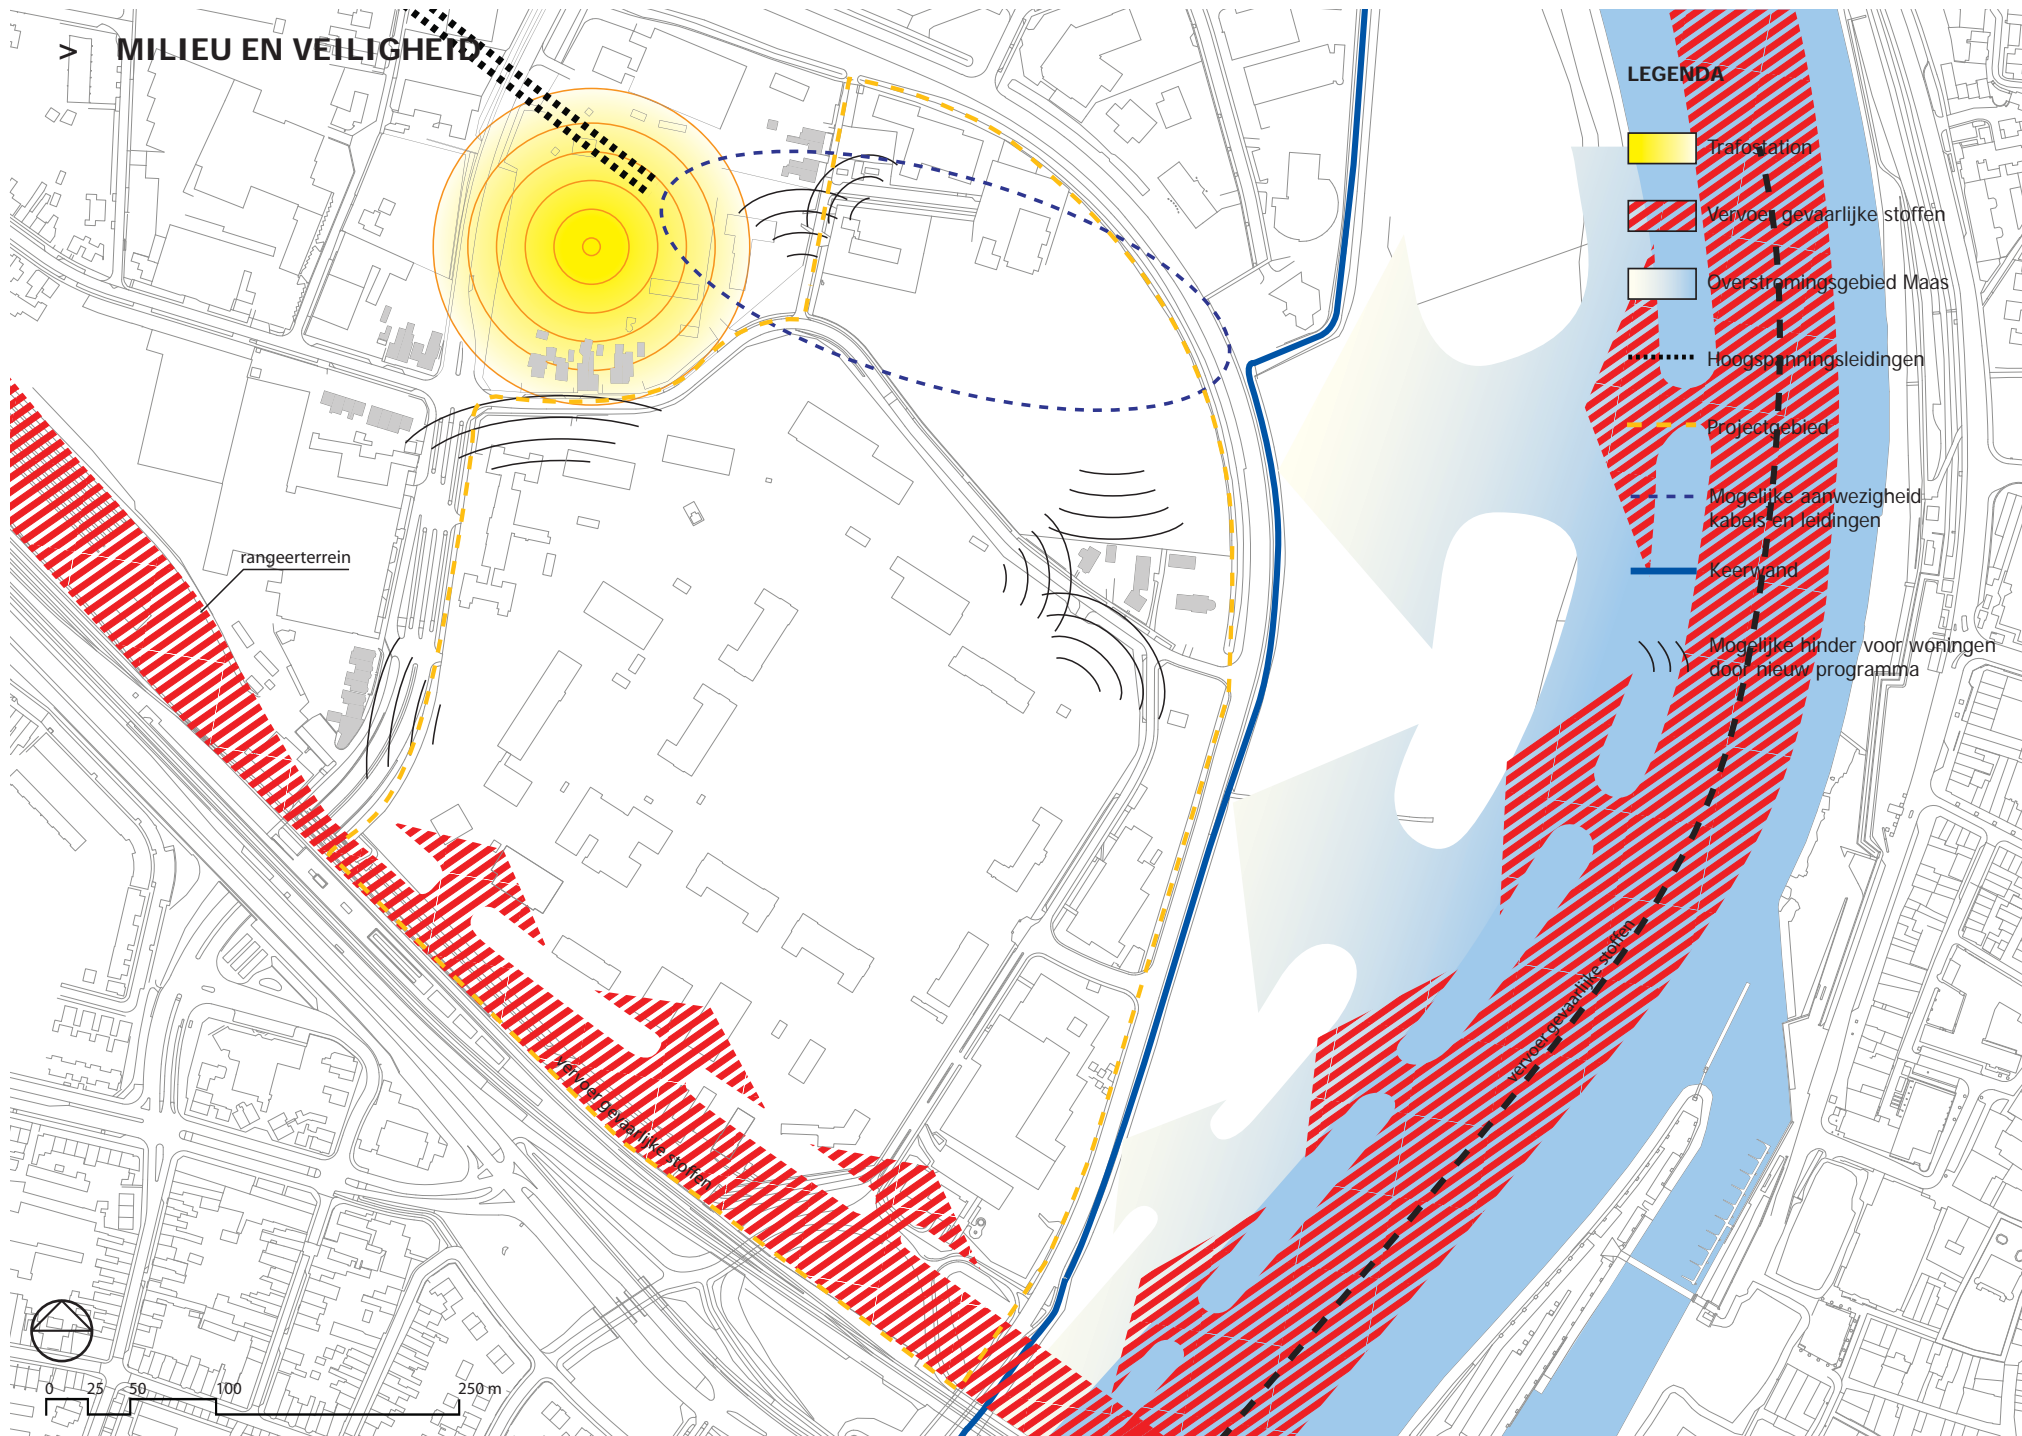 > MILIEU EN VEILIGHEID
LEGENDA
Trafostation
Vervoer gevaarlijke stoffen
Overstromingsgebied Maas
Hoogspanningsleidingen
Projectgebied
Mogelijke aanwezigheid
kabels en leidingen
Keerwand
Mogelijke hinder voor woningen
door nieuw programma
rangeerterrein
vervoer gevaarlijke stoffen
vervoer gevaarlijke stoffen
0 25 50 100 250 m